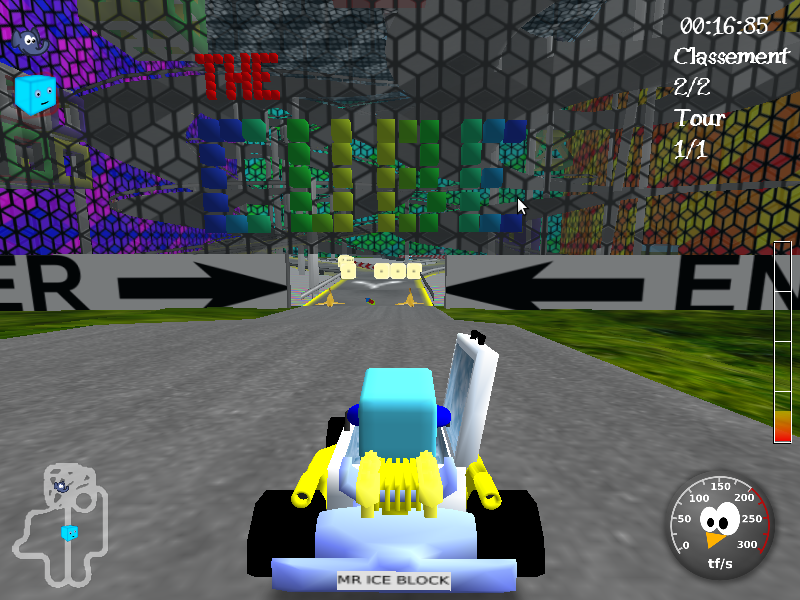 00:16:85
Classement
2/2
Tour
1/1
THE
CUBE
ER
EN
MR ICE BLOCK
0
50
100
150
200
250
300
tf/s